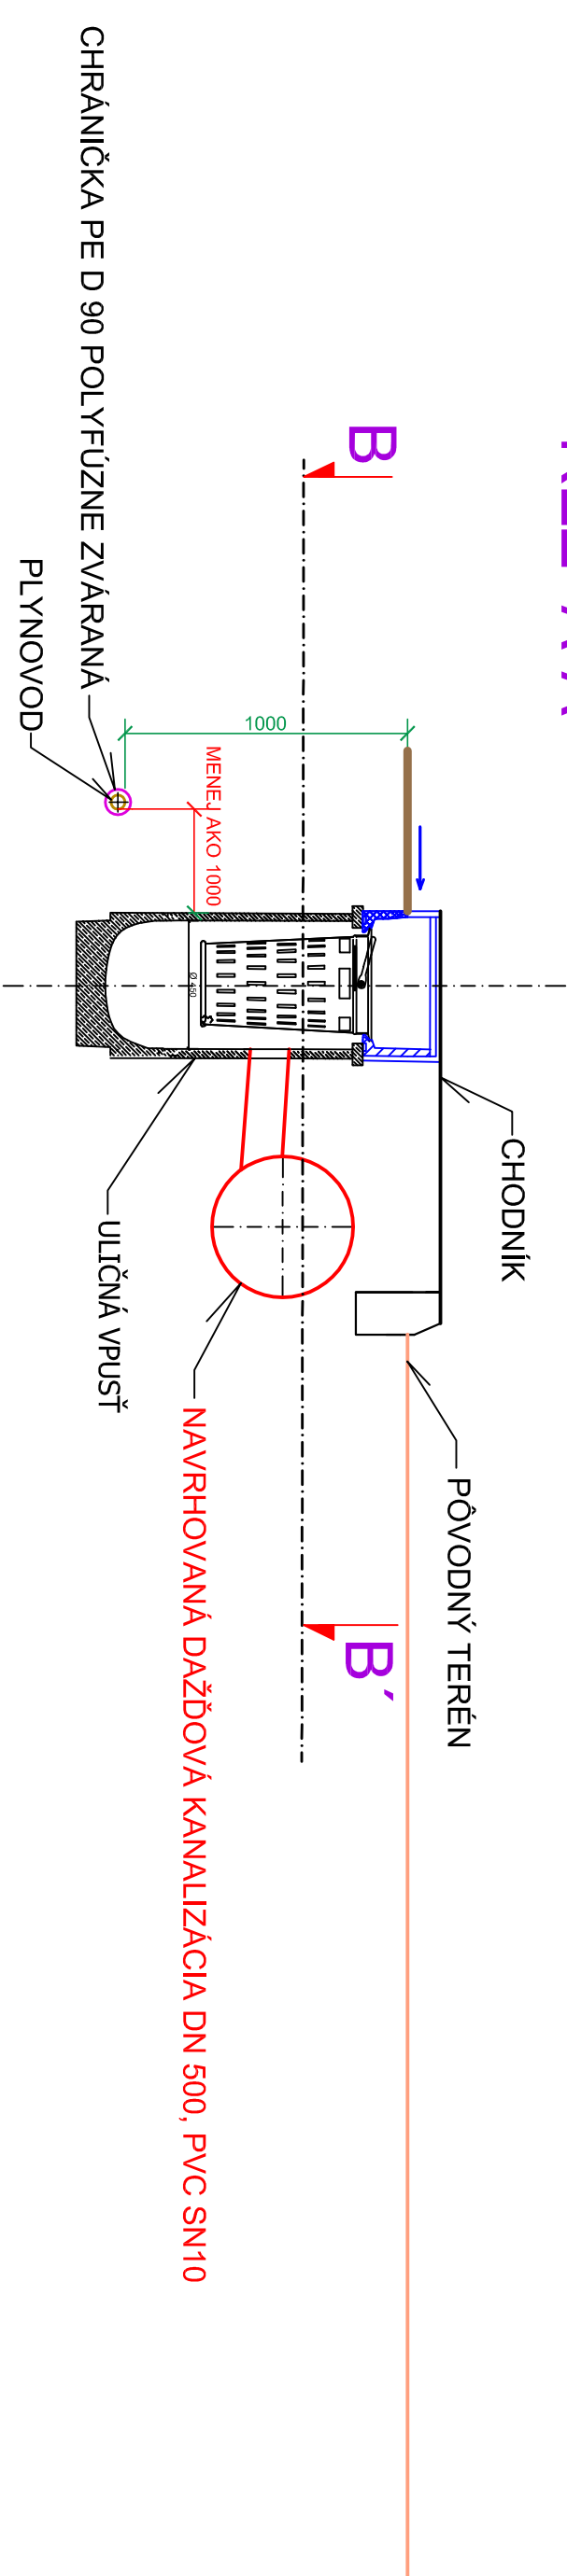 B
B´
1000
MENEJ AKO 1000
Ø 450
CHODNÍK
PÔVODNÝ TERÉN
CHRÁNIČKA PE D 90 POLYFÚZNE ZVÁRANÁ
PLYNOVOD
ULIČNÁ VPUSŤ
NAVRHOVANÁ DAŽĎOVÁ KANALIZÁCIA DN 500, PVC SN10